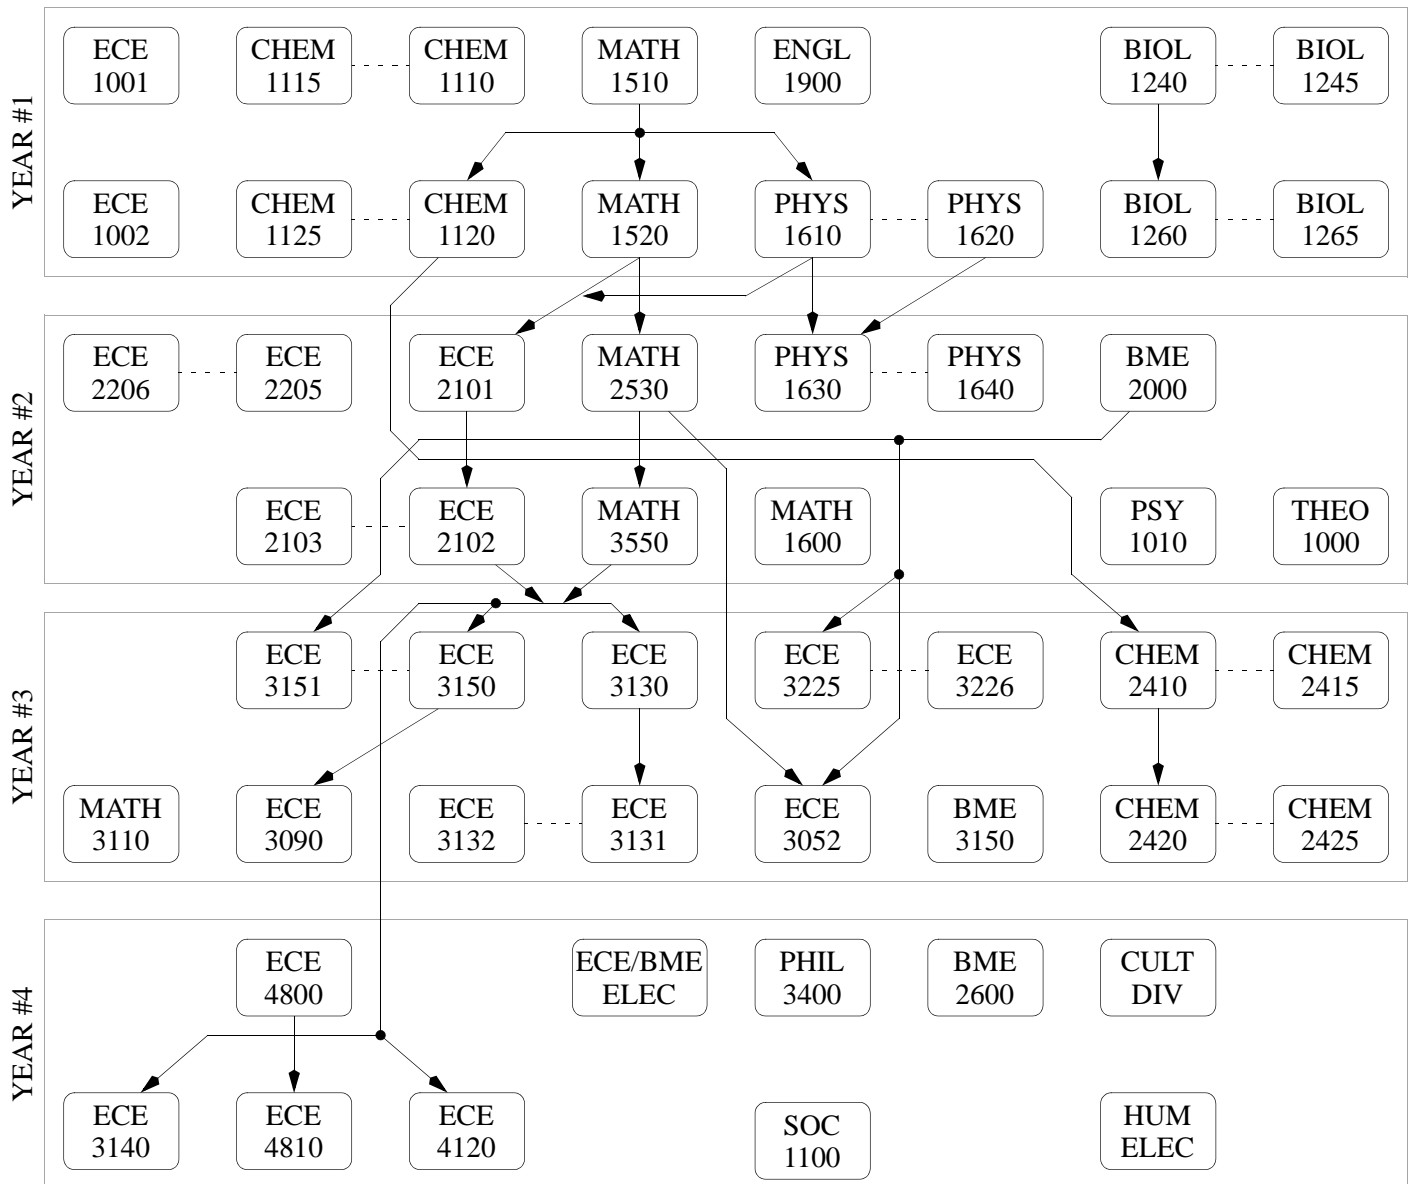 YEAR #1
ECE
1001
CHEM
1115
CHEM
1110
MATH
1510
ENGL
1900
BIOL
1240
BIOL
1245
ECE
1002
CHEM
1125
CHEM
1120
MATH
1520
PHYS
1610
PHYS
1620
BIOL
1260
BIOL
1265
YEAR #2
ECE
2206
ECE
2205
ECE
2101
MATH
2530
PHYS
1630
PHYS
1640
BME
2000
ECE
2103
ECE
2102
MATH
3550
MATH
1600
PSY
1010
THEO
1000
YEAR #3
ECE
3151
ECE
3150
ECE
3130
ECE
3225
ECE
3226
CHEM
2410
CHEM
2415
MATH
3110
ECE
3090
ECE
3132
ECE
3131
ECE
3052
BME
3150
CHEM
2420
CHEM
2425
YEAR #4
ECE
4800
ECE/BME
ELEC
PHIL
3400
BME
2600
CULT
DIV
ECE
3140
ECE
4810
ECE
4120
SOC
1100
HUM
ELEC